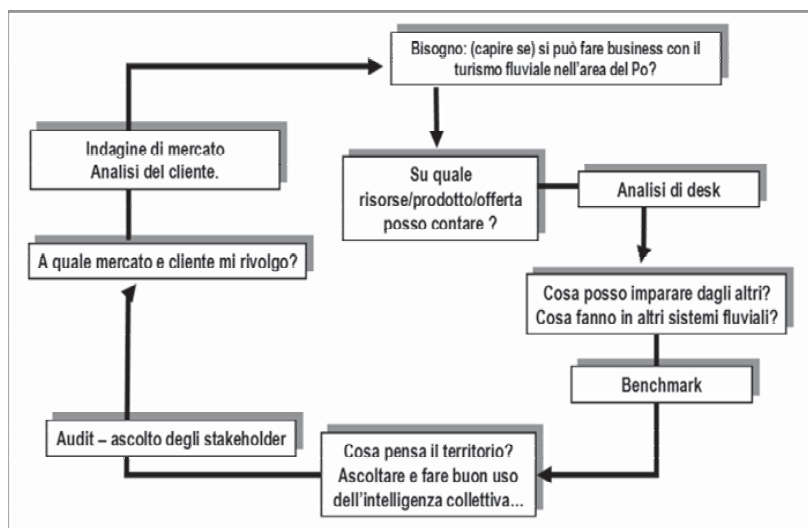 Bisogno: (capire se) si può fare business con il
turismo fluviale nell'area del Po?
Su quale
risorse/prodotto/offerta
posso contare ?
Analisi di desk
Cosa posso imparare dagli altri?
Cosa fanno in altri sistemi fluviali?
Benchmark
Cosa pensa il territorio?
Ascoltare e fare buon uso
dell'intelligenza collettiva...
Audit – ascolto degli stakeholder
A quale mercato e cliente mi rivolgo?
Indagine di mercato
Analisi del cliente.